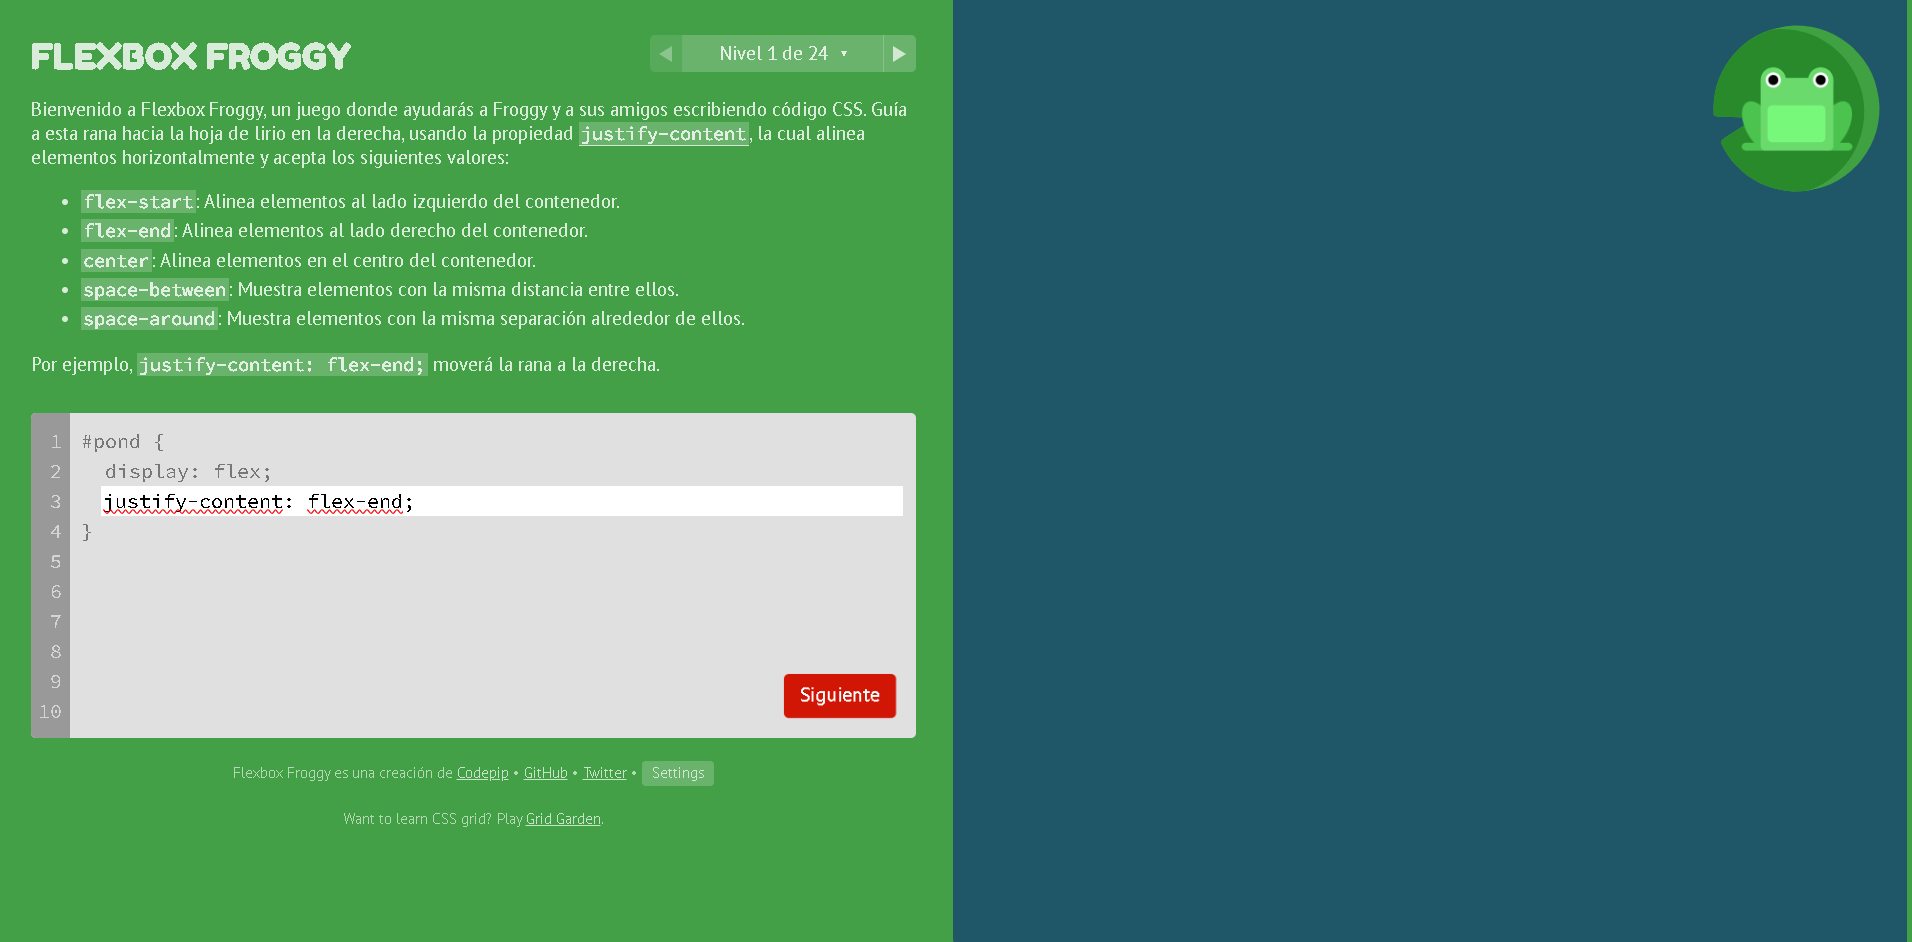 FLEXBOX FROGGY
Nivel 1 de 24
Bienvenido a Flexbox Froggy, un juego donde ayudarás a Froggy y a sus amigos escribiendo código CSS. Guía
a esta rana hacia la hoja de lirio en la derecha, usando la propiedad justify-content, la cual alinea
elementos horizontalmente y acepta los siguientes valores:
• flex-start: Alinea elementos al lado izquierdo del contenedor.
• flex-end: Alinea elementos al lado derecho del contenedor.
• center: Alinea elementos en el centro del contenedor.
• space-between: Muestra elementos con la misma distancia entre ellos.
• space-around: Muestra elementos con la misma separación alrededor de ellos.
Por ejemplo, justify-content: flex-end; moverá la rana a la derecha.
1 #pond {
2 display: flex;
3 justify-content: flex-end;
4 }
5
6
7
8
9
10
Siguiente
Flexbox Froggy es una creación de Codepip • GitHub • Twitter • Settings
Want to learn CSS grid? Play Grid Garden.